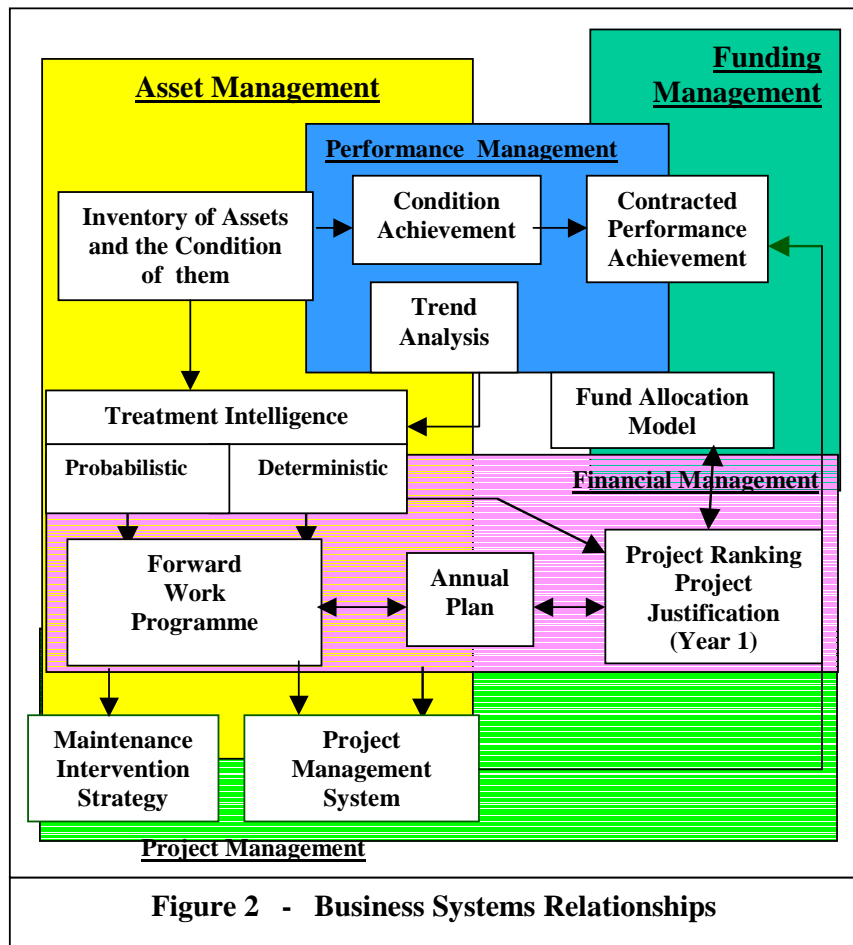 Asset Management
Funding
Management
Performance Management
Inventory of Assets
and the Condition
of them
Condition
Achievement
Contracted
Performance
Achievement
Trend
Analysis
Treatment Intelligence
Probabilistic
Deterministic
Fund Allocation
Model
Financial Management
Forward
Work
Programme
Annual
Plan
Project Ranking
Project
Justification
(Year 1)
Maintenance
Intervention
Strategy
Project
Management
System
Project Management
Figure 2 - Business Systems Relationships